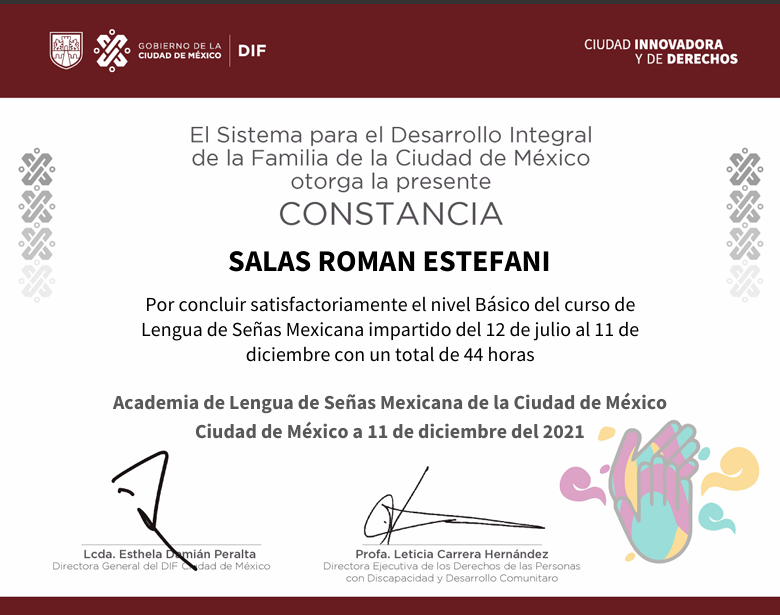 GOBIERNO DE LA
CIUDAD DE MÉXICO
DIF
CIUDAD INNOVADORA
Y DE DERECHOS
El Sistema para el Desarrollo Integral
de la Familia de la Ciudad de México
otorga la presente
CONSTANCIA
SALAS ROMAN ESTEFANI
Por concluir satisfactoriamente el nivel Básico del curso de
Lengua de Señas Mexicana impartido del 12 de julio al 11 de
diciembre con un total de 44 horas
Academia de Lengua de Señas Mexicana de la Ciudad de México
Ciudad de México a 11 de diciembre del 2021
Lcda. Esthela Damián Peralta
Directora General del DIF Ciudad de México
Profa. Leticia Carrera Hernández
Directora Ejecutiva de los Derechos de las Personas
con Discapacidad y Desarrollo Comunitaro